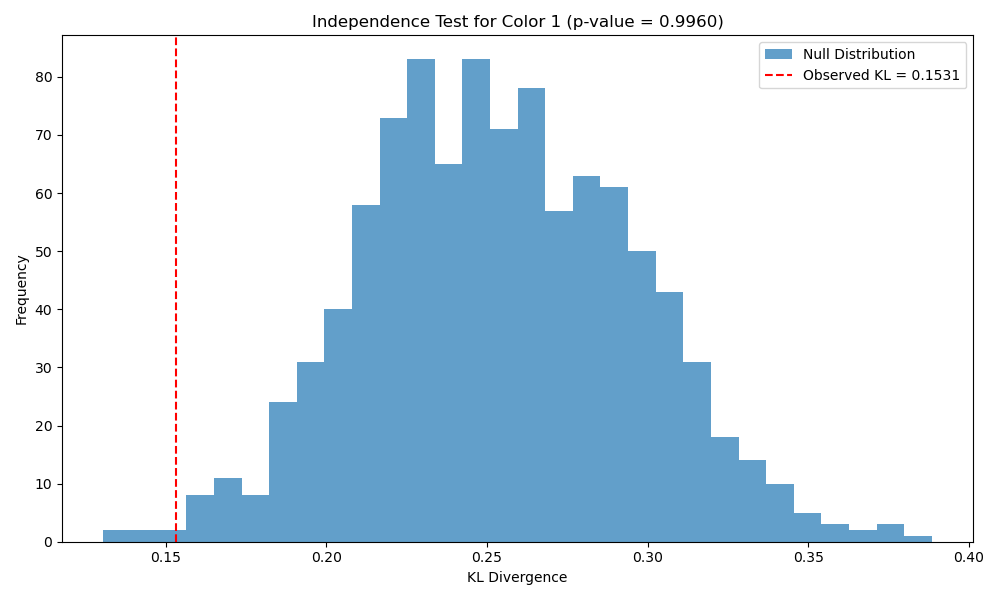 Independence Test for Color 1 (p-value = 0.9960)
Null Distribution
Observed KL = 0.1531
Frequency
80
70
60
50
40
30
20
10
0
0.15 0.20 0.25 0.30 0.35 0.40
KL Divergence